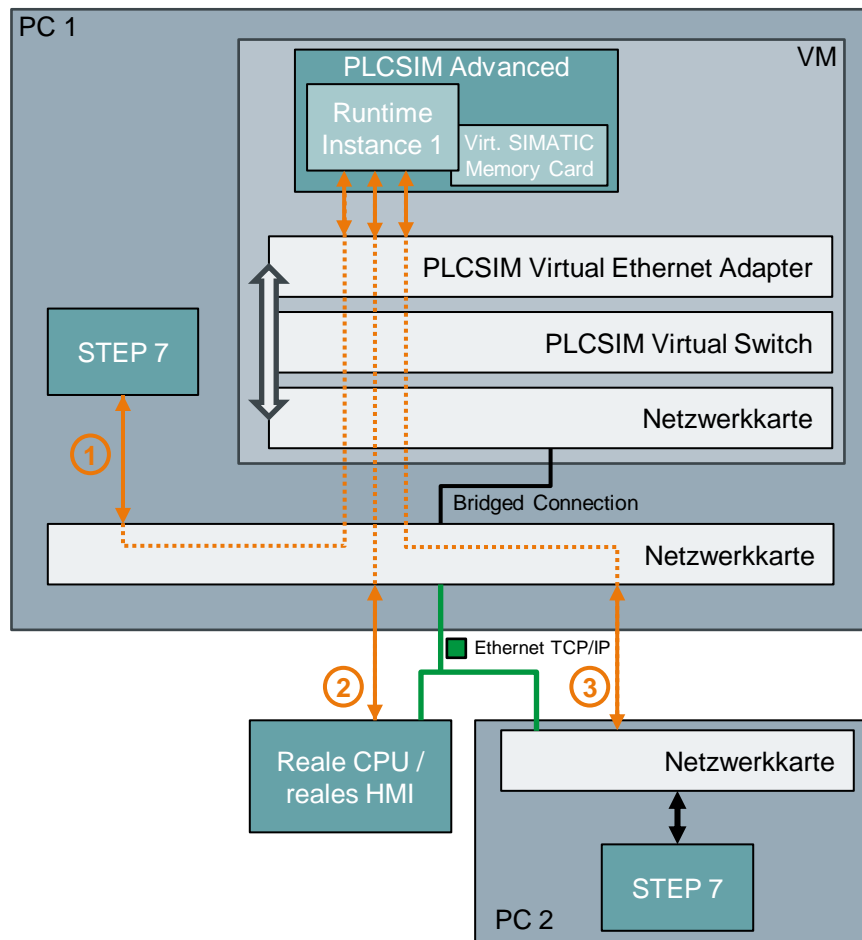 PC 1
VM
PLCSIM Advanced
Runtime
Instance 1
Virt. SIMATIC
Memory Card
PLCSIM Virtual Ethernet Adapter
STEP 7
PLCSIM Virtual Switch
Netzwerkkarte
1
Bridged Connection
Netzwerkkarte
Ethernet TCP/IP
2
3
Reale CPU /
reales HMI
Netzwerkkarte
STEP 7
PC 2